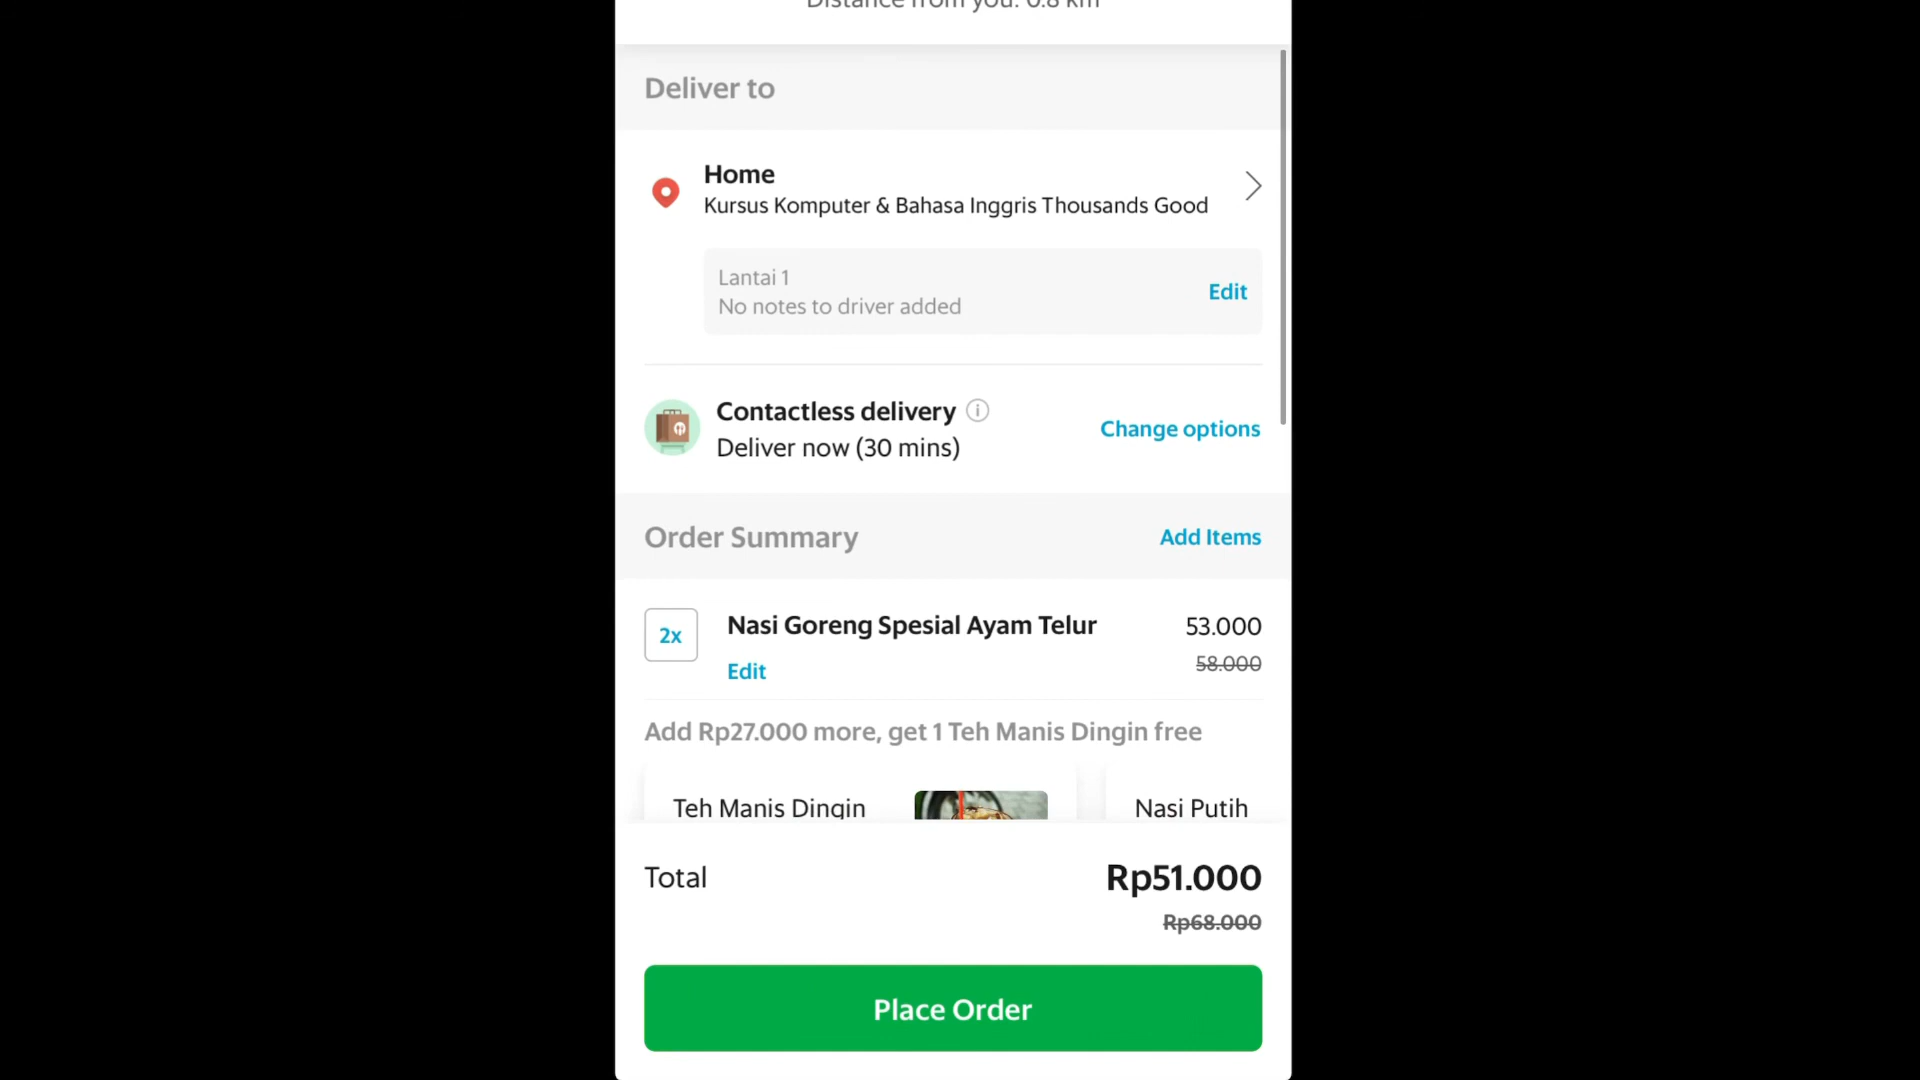 Distance from you: 0.8 km
Deliver to
Home
Kursus Komputer & Bahasa Inggris Thousands Good
Lantai 1
No notes to driver added
Edit
Contactless delivery
Deliver now (30 mins)
Change options
Order Summary
Add Items
2x
Nasi Goreng Spesial Ayam Telur
53.000
58.000
Edit
Add Rp27.000 more, get 1 Teh Manis Dingin free
Teh Manis Dingin
Nasi Putih
Total
Rp51.000
Rp68.000
Place Order